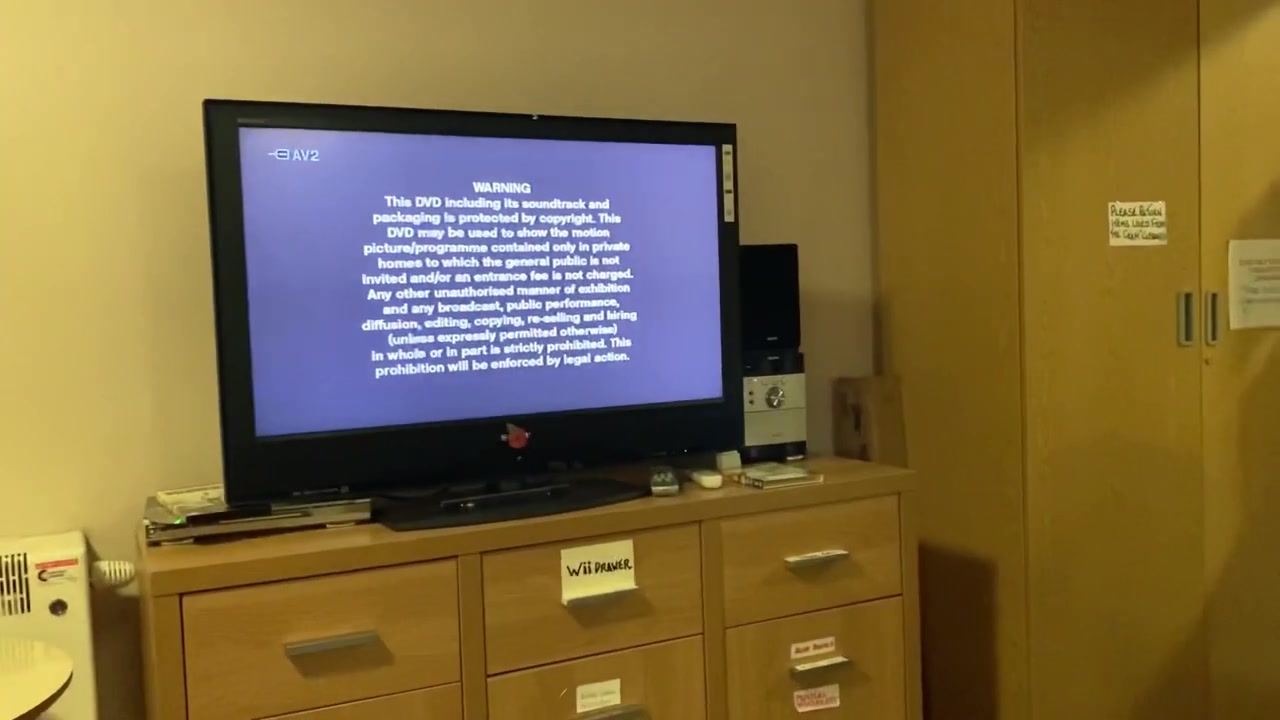 AV2
WARNING
This DVD including its soundtrack and
packaging is protected by copyright. This
DVD may be used to show the motion
picture/programme contained only in private
homes to which the general public is not
invited and/or an entrance fee is not charged.
Any other unauthorised manner of exhibition
and any broadcast, public performance,
diffusion, editing, copying, re-selling and hiring
(unless expressly permitted otherwise)
in whole or in part is strictly prohibited. This
prohibition will be enforced by legal action.
PLEASE RETURN
Wii DRAWER